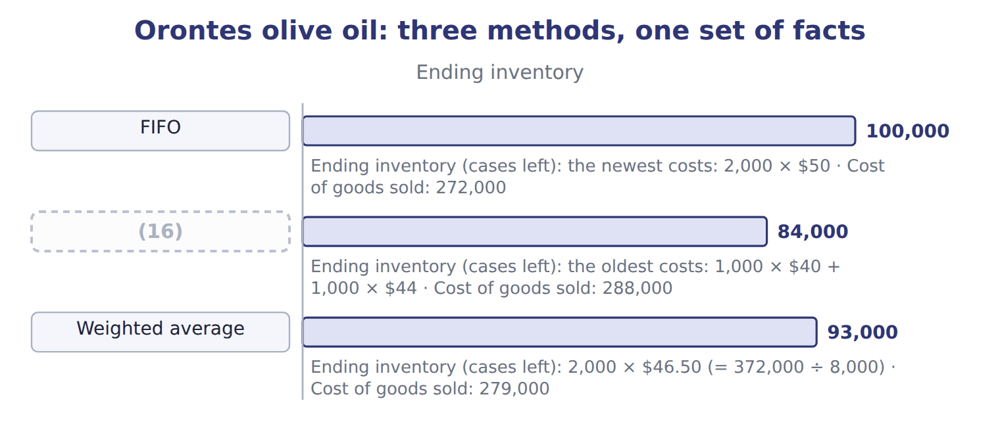 Orontes olive oil: three methods, one set of facts
Ending inventory
FIFO
100,000
Ending inventory (cases left): the newest costs: 2,000 × $50 · Cost
of goods sold: 272,000
(16)
84,000
Ending inventory (cases left): the oldest costs: 1,000 × $40 +
1,000 × $44 · Cost of goods sold: 288,000
Weighted average
93,000
Ending inventory (cases left): 2,000 × $46.50 (= 372,000 ÷ 8,000) ·
Cost of goods sold: 279,000